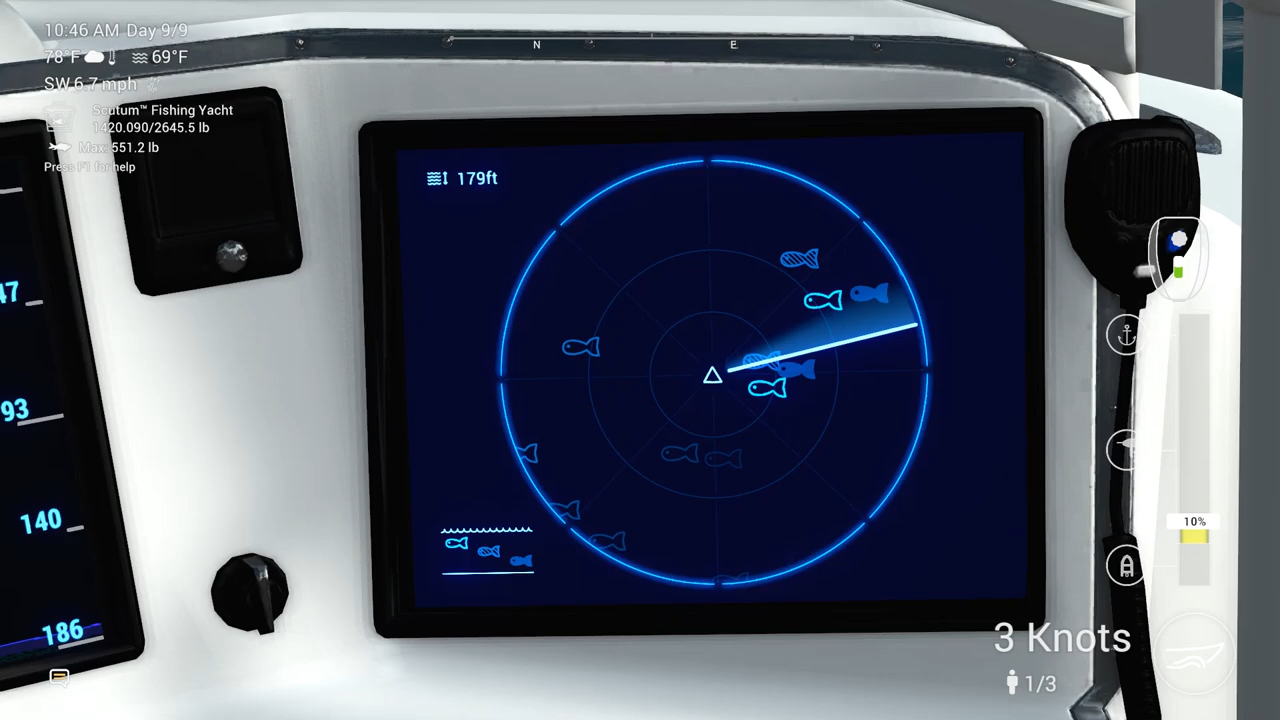 10:46 AM Day 9/9
78°F 69°F
SW 6.7 mph
Scutum™ Fishing Yacht
1420.090/2645.5 lb
Max: 551.2 lb
Press F1 for help
N E
179ft
47
93
140
186
10%
3 Knots
1/3